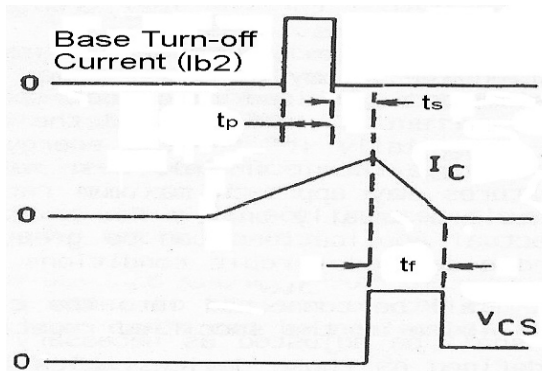 Base Turn-off
Current (Ib2)
0
ts
tp
IC
0
tf
VCS
0